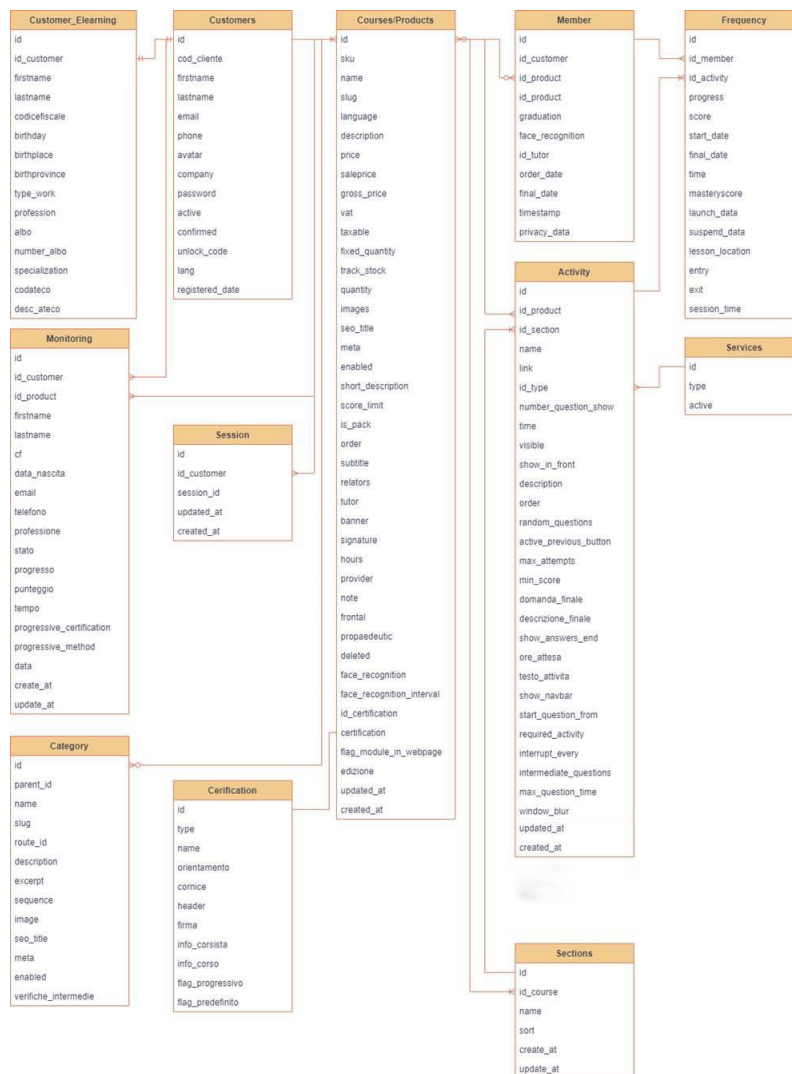 Customer_Elearning
id
id_customer
firstname
lastname
codicefiscale
birthday
birthplace
birthprovince
type_work
profession
albo
number_albo
specialization
codateco
desc_ateco
Monitoring
id
id_customer
id_product
firstname
lastname
cf
data_nascita
email
telefono
professione
stato
progresso
punteggio
tempo
progressive_certification
progressive_method
data
create_at
update_at
Category
id
parent_id
name
slug
route_id
description
excerpt
sequence
image
seo_title
meta
enabled
verifiche_intermedie
Customers
id
cod_cliente
firstname
lastname
email
phone
avatar
company
password
active
confirmed
unlock_code
lang
registered_date
Session
id
id_customer
session_id
updated_at
created_at
Cerification
id
type
name
orientamento
cornice
header
firma
info_corsista
info_corso
flag_progressivo
flag_predefinito
Courses/Products
id
sku
name
slug
language
description
price
saleprice
gross_price
vat
taxable
fixed_quantity
track_stock
quantity
images
seo_title
meta
enabled
short_description
score_limit
is_pack
order
subtitle
relators
tutor
banner
signature
hours
provider
note
frontal
propaedeutic
deleted
face_recognition
face_recognition_interval
id_certification
certification
flag_module_in_webpage
edizione
updated_at
created_at
Member
id
id_customer
id_product
id_product
graduation
face_recognition
id_tutor
order_date
final_date
timestamp
privacy_data
Activity
id
id_product
id_section
name
link
id_type
number_question_show
time
visible
show_in_front
description
order
random_questions
active_previous_button
max_attempts
min_score
domanda_finale
descrizione_finale
show_answers_end
ore_attesa
testo_attivita
show_navbar
start_question_from
required_activity
interrupt_every
intermediate_questions
max_question_time
window_blur
updated_at
created_at
Sections
id
id_course
name
sort
create_at
update_at
Frequency
id
id_member
id_activity
progress
score
start_date
final_date
time
masteryscore
launch_data
suspend_data
lesson_location
entry
exit
session_time
Services
id
type
active